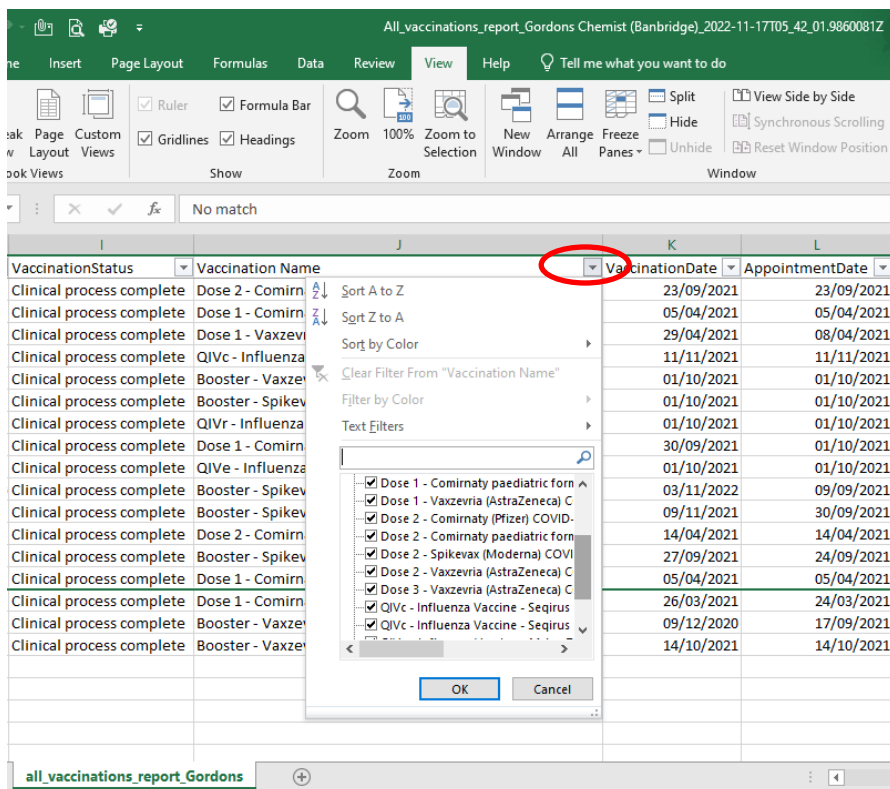 All_vaccinations_report_Gordons Chemist (Banbridge)_2022-11-17T05_42_01.9860081Z
Insert Page Layout Formulas Data Review View Help Tell me what you want to do
Ruler Formula Bar
Gridlines Headings
Page Layout
Custom Views
Show
Zoom
100%
Zoom to Selection
Zoom
New Window
Arrange All
Freeze Panes
Split
Hide
Unhide
View Side by Side
Synchronous Scrolling
Reset Window Position
Window
fx No match
I J K L
VaccinationStatus Vaccination Name VaccinationDate AppointmentDate
Clinical process complete Dose 2 - Comirn 23/09/2021 23/09/2021
Clinical process complete Dose 1 - Comirn 05/04/2021 05/04/2021
Clinical process complete Dose 1 - Vaxzevr 29/04/2021 08/04/2021
Clinical process complete QIVc - Influenza 11/11/2021 11/11/2021
Clinical process complete Booster - Vaxze 01/10/2021 01/10/2021
Clinical process complete Booster - Spikev 01/10/2021 01/10/2021
Clinical process complete QIVr - Influenza 01/10/2021 01/10/2021
Clinical process complete Dose 1 - Comirn 30/09/2021 01/10/2021
Clinical process complete QIVe - Influenza 01/10/2021 01/10/2021
Clinical process complete Booster - Spikev 03/11/2022 09/09/2021
Clinical process complete Booster - Spikev 09/11/2021 30/09/2021
Clinical process complete Dose 2 - Comirn 14/04/2021 14/04/2021
Clinical process complete Booster - Spikev 27/09/2021 24/09/2021
Clinical process complete Dose 1 - Comirn 05/04/2021 05/04/2021
Clinical process complete Dose 1 - Comirn 26/03/2021 24/03/2021
Clinical process complete Booster - Vaxze 09/12/2020 17/09/2021
Clinical process complete Booster - Vaxze 14/10/2021 14/10/2021
Sort A to Z
Sort Z to A
Sort by Color
Clear Filter From "Vaccination Name"
Filter by Color
Text Filters
Dose 1 - Comirnaty paediatric form
Dose 1 - Vaxzevria (AstraZeneca) C
Dose 2 - Comirnaty (Pfizer) COVID-
Dose 2 - Comirnaty paediatric form
Dose 2 - Spikevax (Moderna) COVI
Dose 2 - Vaxzevria (AstraZeneca) C
Dose 3 - Vaxzevria (AstraZeneca) C
QIVc - Influenza Vaccine - Seqirus
QIVc - Influenza Vaccine - Seqirus
OK Cancel
all_vaccinations_report_Gordons